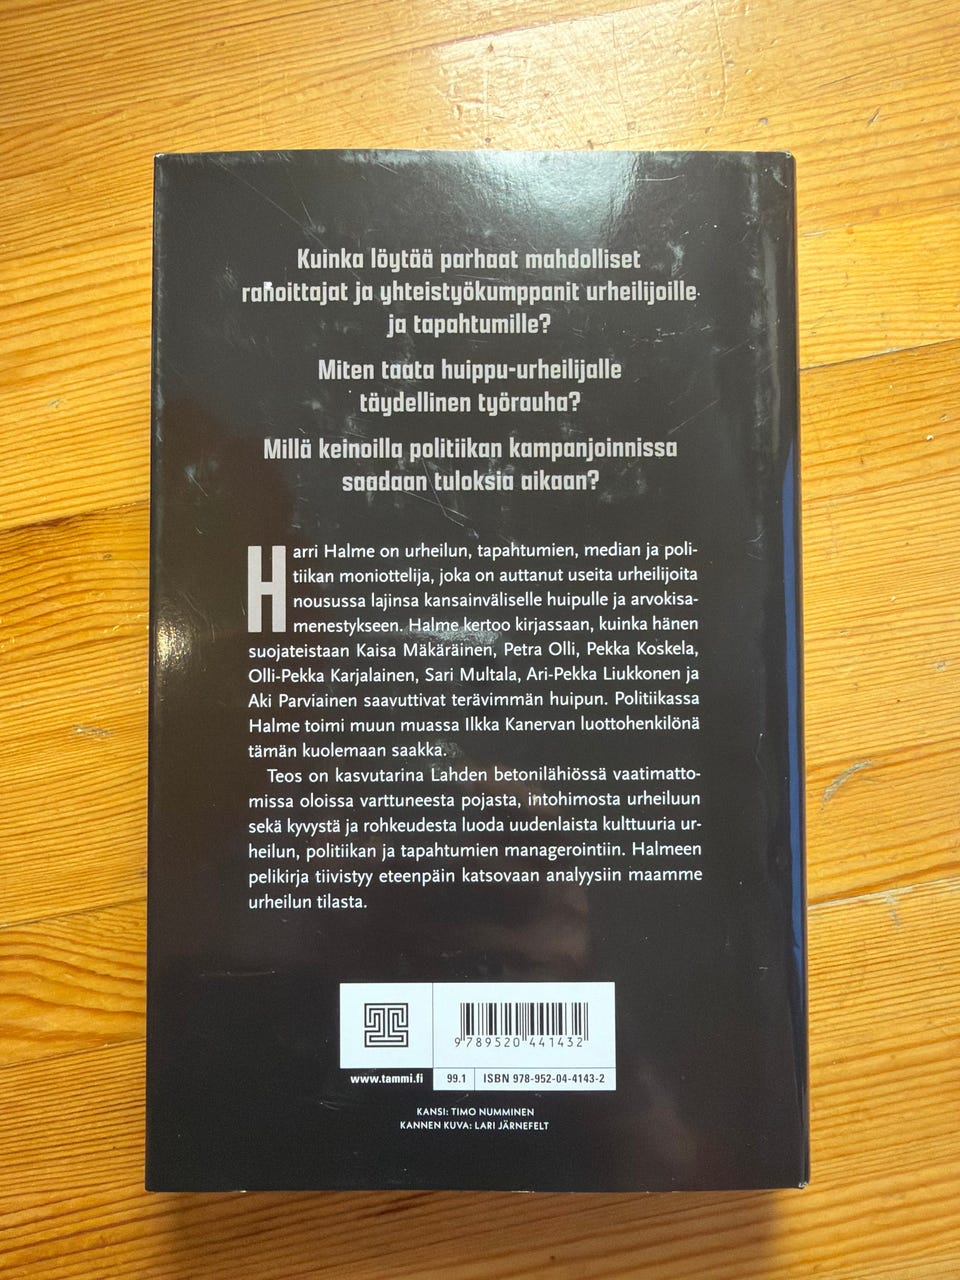 Kuinka löytää parhaat mahdolliset
rahoittajat ja yhteistyökumppanit urheilijoille
ja tapahtumille?
Miten taata huippu-urheilijalle
täydellinen työrauha?
Millä keinoilla politiikan kampanjoinnissa
saadaan tuloksia aikaan?
Harri Halme on urheilun, tapahtumien, median ja poli-
tiikan moniottelija, joka on auttanut useita urheilijoita
nousussa lajinsa kansainväliselle huipulle ja arvokisa-
menestykseen. Halme kertoo kirjassaan, kuinka hänen
suojateistaan Kaisa Mäkäräinen, Petra Olli, Pekka Koskela,
Olli-Pekka Karjalainen, Sari Multala, Ari-Pekka Liukkonen ja
Aki Parviainen saavuttivat terävimmän huipun. Politiikassa
Halme toimi muun muassa Ilkka Kanervan luottohenkilönä
tämän kuolemaan saakka.
Teos on kasvutarina Lahden betonilähiössä vaatimatto-
missa oloissa varttuneesta pojasta, intohimosta urheiluun
sekä kyvystä ja rohkeudesta luoda uudenlaista kulttuuria ur-
heilun, politiikan ja tapahtumien managerointiin. Halmeen
pelikirja tiivistyy eteenpäin katsovaan analyysiin maamme
urheilun tilasta.
9 789520 441432
www.tammi.fi 99.1 ISBN 978-952-04-4143-2
KANSI: TIMO NUMMINEN
KANNEN KUVA: LARI JÄRNEFELT